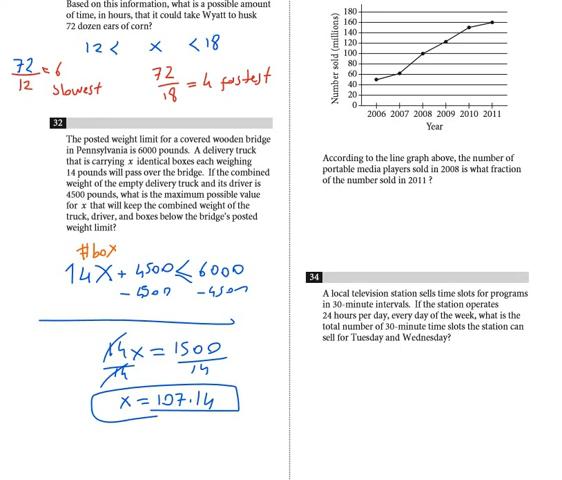 Based on this information, what is a possible amount
of time, in hours, that it could take Wyatt to husk
72 dozen ears of corn?
12 < x < 18
72/12 = 6
slowest
72/18 = 4 fastest
32
The posted weight limit for a covered wooden bridge
in Pennsylvania is 6000 pounds. A delivery truck
that is carrying x identical boxes each weighing
14 pounds will pass over the bridge. If the combined
weight of the empty delivery truck and its driver is
4500 pounds, what is the maximum possible value
for x that will keep the combined weight of the
truck, driver, and boxes below the bridge's posted
weight limit?
#box
14X + 4500 ≤ 6000
- 4500 - 4500
14x = 1500
14 14
x = 107.14
Number sold (millions)
180
160
140
120
100
80
60
40
20
0
2006 2007 2008 2009 2010 2011
Year
According to the line graph above, the number of
portable media players sold in 2008 is what fraction
of the number sold in 2011 ?
34
A local television station sells time slots for programs
in 30-minute intervals. If the station operates
24 hours per day, every day of the week, what is the
total number of 30-minute time slots the station can
sell for Tuesday and Wednesday?